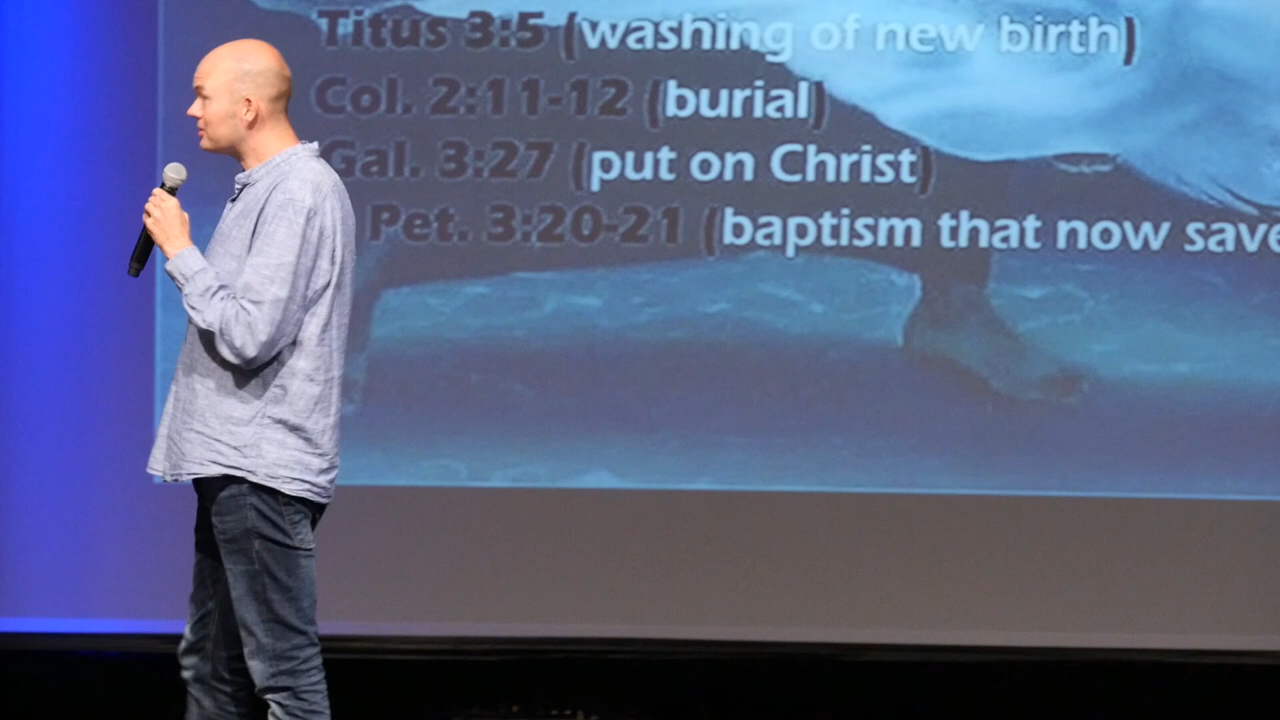 Titus 3:5 (washing of new birth)
Col. 2:11-12 (burial)
Gal. 3:27 (put on Christ)
Pet. 3:20-21 (baptism that now save